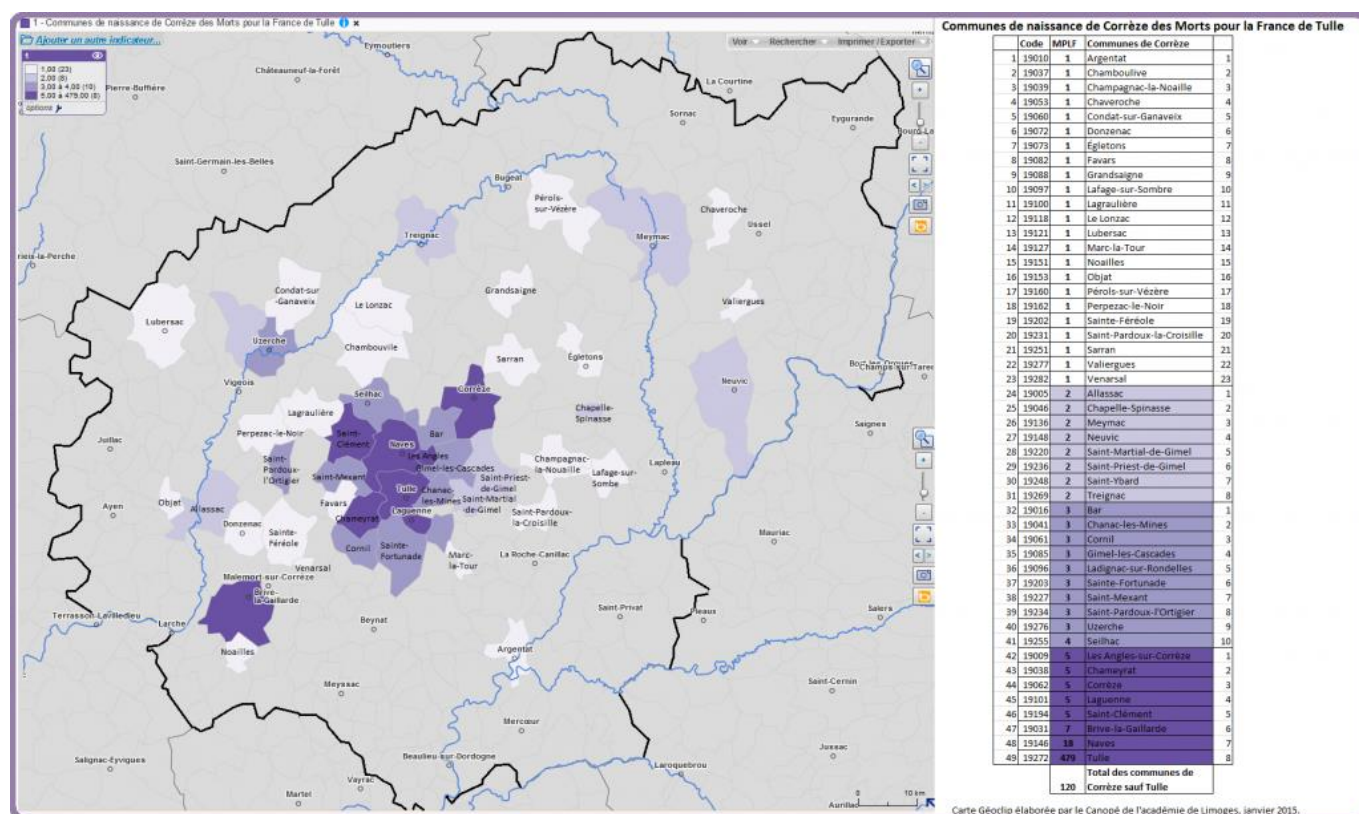 1 - Communes de naissance de Corrèze des Morts pour la France de Tulle
Ajouter un autre indicateur...
Voir
Rechercher
Imprimer / Exporter
1
1,00 (23)
2,00 (8)
3,00 à 4,00 (10)
5,00 à 479,00 (8)
options
Eymoutiers
Châteauneuf-la-Forêt
Pierre-Buffière
La Courtine
Sornac
Eygurande
Saint-Germain-les-Belles
Bugeat
Pérols-
sur-Vézère
Chaveroche
Ussel
Treignac
Meymac
Condat-sur
-Ganaveix
Le Lonzac
Grandsaigne
Valiergues
Lubersac
Uzerche
Chambouville
Sarran
Égletons
Vigeois
Seilhac
Corrèze
Neuvic
Lagraulière
Chapelle-
Spinasse
Juillac
Perpezac-le-Noir
Saint-
Clément
Naves
Bar
Saignes
Les Angles
Gimel-les-Cascades
Saint-
Pardoux-
l'Ortigier
Saint-Mexant
Champagnac-
la-Nouaille
Lapleau
Saint-Priest-
de-Gimel
Lafage-sur-
Sombe
Tulle
Chanac-
les-Mines
Saint-Martial
-de-Gimel
Objat
Favars
Ayen
Allassac
Laguenne
Saint-Pardoux-
la-Croisille
Chameyrat
Donzenac
Sainte-
Féréole
Mauriac
Cornil
Sainte-
Fortunade
Marc-
la-Tour
La Roche-Canillac
Venarsal
Malemort-sur-Corrèze
Brive-
la-Gaillarde
Saint-Privat
Pleaux
Salers
Terrasson-Lavilledieu
Larche
Beynat
Noailles
Argentat
Meyssac
Saint-Cernin
Mercœur
Jussac
Salignac-Eyvigues
Beaulieu-sur-Dordogne
Laroquebrou
Vayrac
Martel
Aurillac
0 10 km
Communes de naissance de Corrèze des Morts pour la France de Tulle
Code MPLF Communes de Corrèze
1 19010 1 Argentat 1
2 19037 1 Chamboulive 2
3 19039 1 Champagnac-la-Noaille 3
4 19053 1 Chaveroche 4
5 19060 1 Condat-sur-Ganaveix 5
6 19072 1 Donzenac 6
7 19073 1 Égletons 7
8 19082 1 Favars 8
9 19088 1 Grandsaigne 9
10 19097 1 Lafage-sur-Sombre 10
11 19100 1 Lagraulière 11
12 19118 1 Le Lonzac 12
13 19121 1 Lubersac 13
14 19127 1 Marc-la-Tour 14
15 19151 1 Noailles 15
16 19153 1 Objat 16
17 19160 1 Pérols-sur-Vézère 17
18 19162 1 Perpezac-le-Noir 18
19 19202 1 Sainte-Féréole 19
20 19231 1 Saint-Pardoux-la-Croisille 20
21 19251 1 Sarran 21
22 19277 1 Valiergues 22
23 19282 1 Venarsal 23
24 19005 2 Allassac 1
25 19046 2 Chapelle-Spinasse 2
26 19136 2 Meymac 3
27 19148 2 Neuvic 4
28 19220 2 Saint-Martial-de-Gimel 5
29 19236 2 Saint-Priest-de-Gimel 6
30 19248 2 Saint-Ybard 7
31 19269 2 Treignac 8
32 19016 3 Bar 1
33 19041 3 Chanac-les-Mines 2
34 19061 3 Cornil 3
35 19085 3 Gimel-les-Cascades 4
36 19096 3 Ladignac-sur-Rondelles 5
37 19203 3 Sainte-Fortunade 6
38 19227 3 Saint-Mexant 7
39 19234 3 Saint-Pardoux-l'Ortigier 8
40 19276 3 Uzerche 9
41 19255 4 Seilhac 10
42 19009 5 Les Angles-sur-Corrèze 1
43 19038 5 Chameyrat 2
44 19062 5 Corrèze 3
45 19101 5 Laguenne 4
46 19194 5 Saint-Clément 5
47 19031 7 Brive-la-Gaillarde 6
48 19146 18 Naves 7
49 19272 479 Tulle 8
Total des communes de
120 Corrèze sauf Tulle
Carte Géoclip élaborée par le Canopé de l'académie de Limoges, janvier 2015.